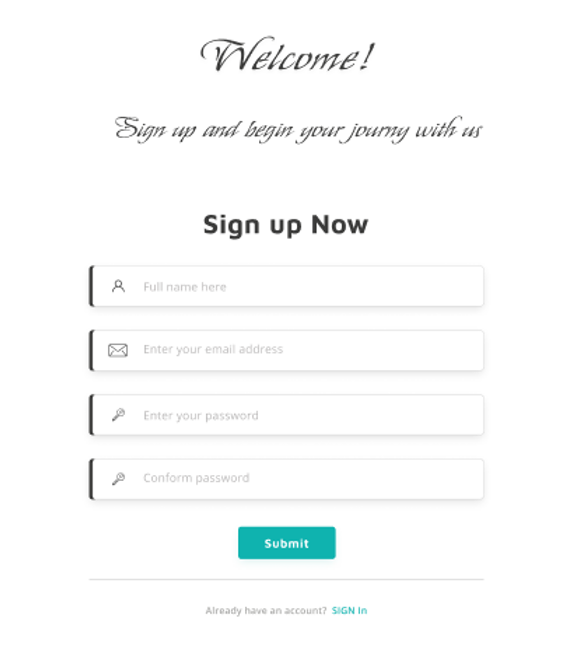 Welcome!
Sign up and begin your journy with us
Sign up Now
Full name here
Enter your email address
Enter your password
Conform password
Submit
Already have an account? SIGN In